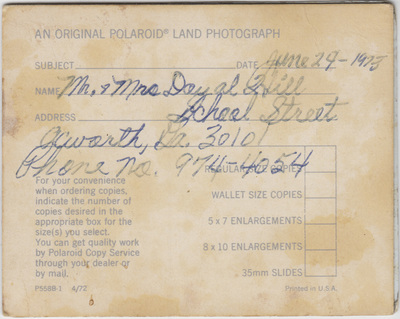 AN ORIGINAL POLAROID® LAND PHOTOGRAPH
SUBJECT DATE June 29-1973
NAME Mr. & Mrs Doyal Hill
ADDRESS School Street
Acworth, Ga. 30101
Phone No. 974-4054
For your convenience
when ordering copies,
indicate the number of
copies desired in the
appropriate box for the
size(s) you select.
You can get quality work
by Polaroid Copy Service
through your dealer or
by mail.
REGULAR SIZE COPIES
WALLET SIZE COPIES
5 x 7 ENLARGEMENTS
8 x 10 ENLARGEMENTS
35mm SLIDES
P558B-1 4/72 Printed in U.S.A.